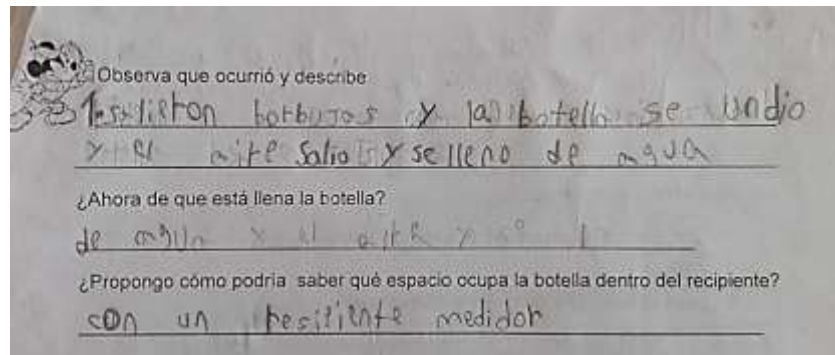 Observa que ocurrió y describe
salieron borbujas y la botella se undio
y el aire salio y se lleno de agua
¿Ahora de que está llena la botella?
de agua y el aire y
¿Propongo cómo podría saber qué espacio ocupa la botella dentro del recipiente?
con un resipiente medidor